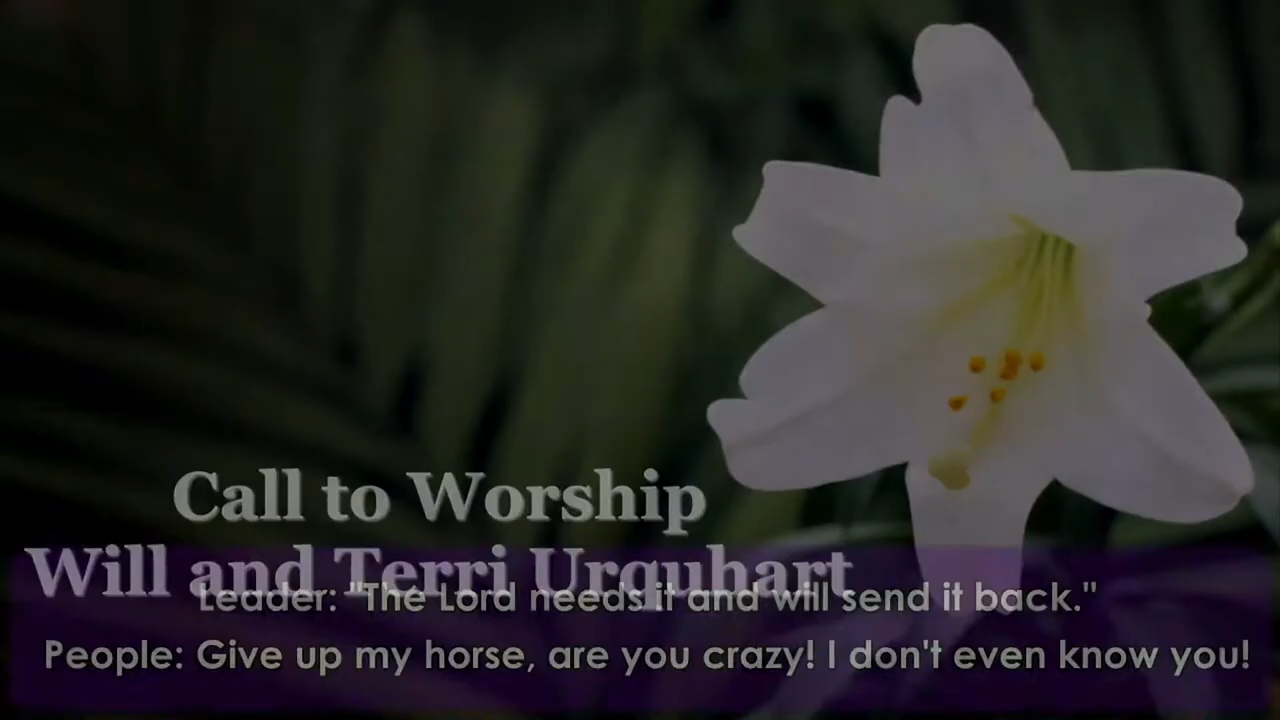 Call to Worship
Will and Terri Urquhart
Leader: "The Lord needs it and will send it back."
People: Give up my horse, are you crazy! I don't even know you!